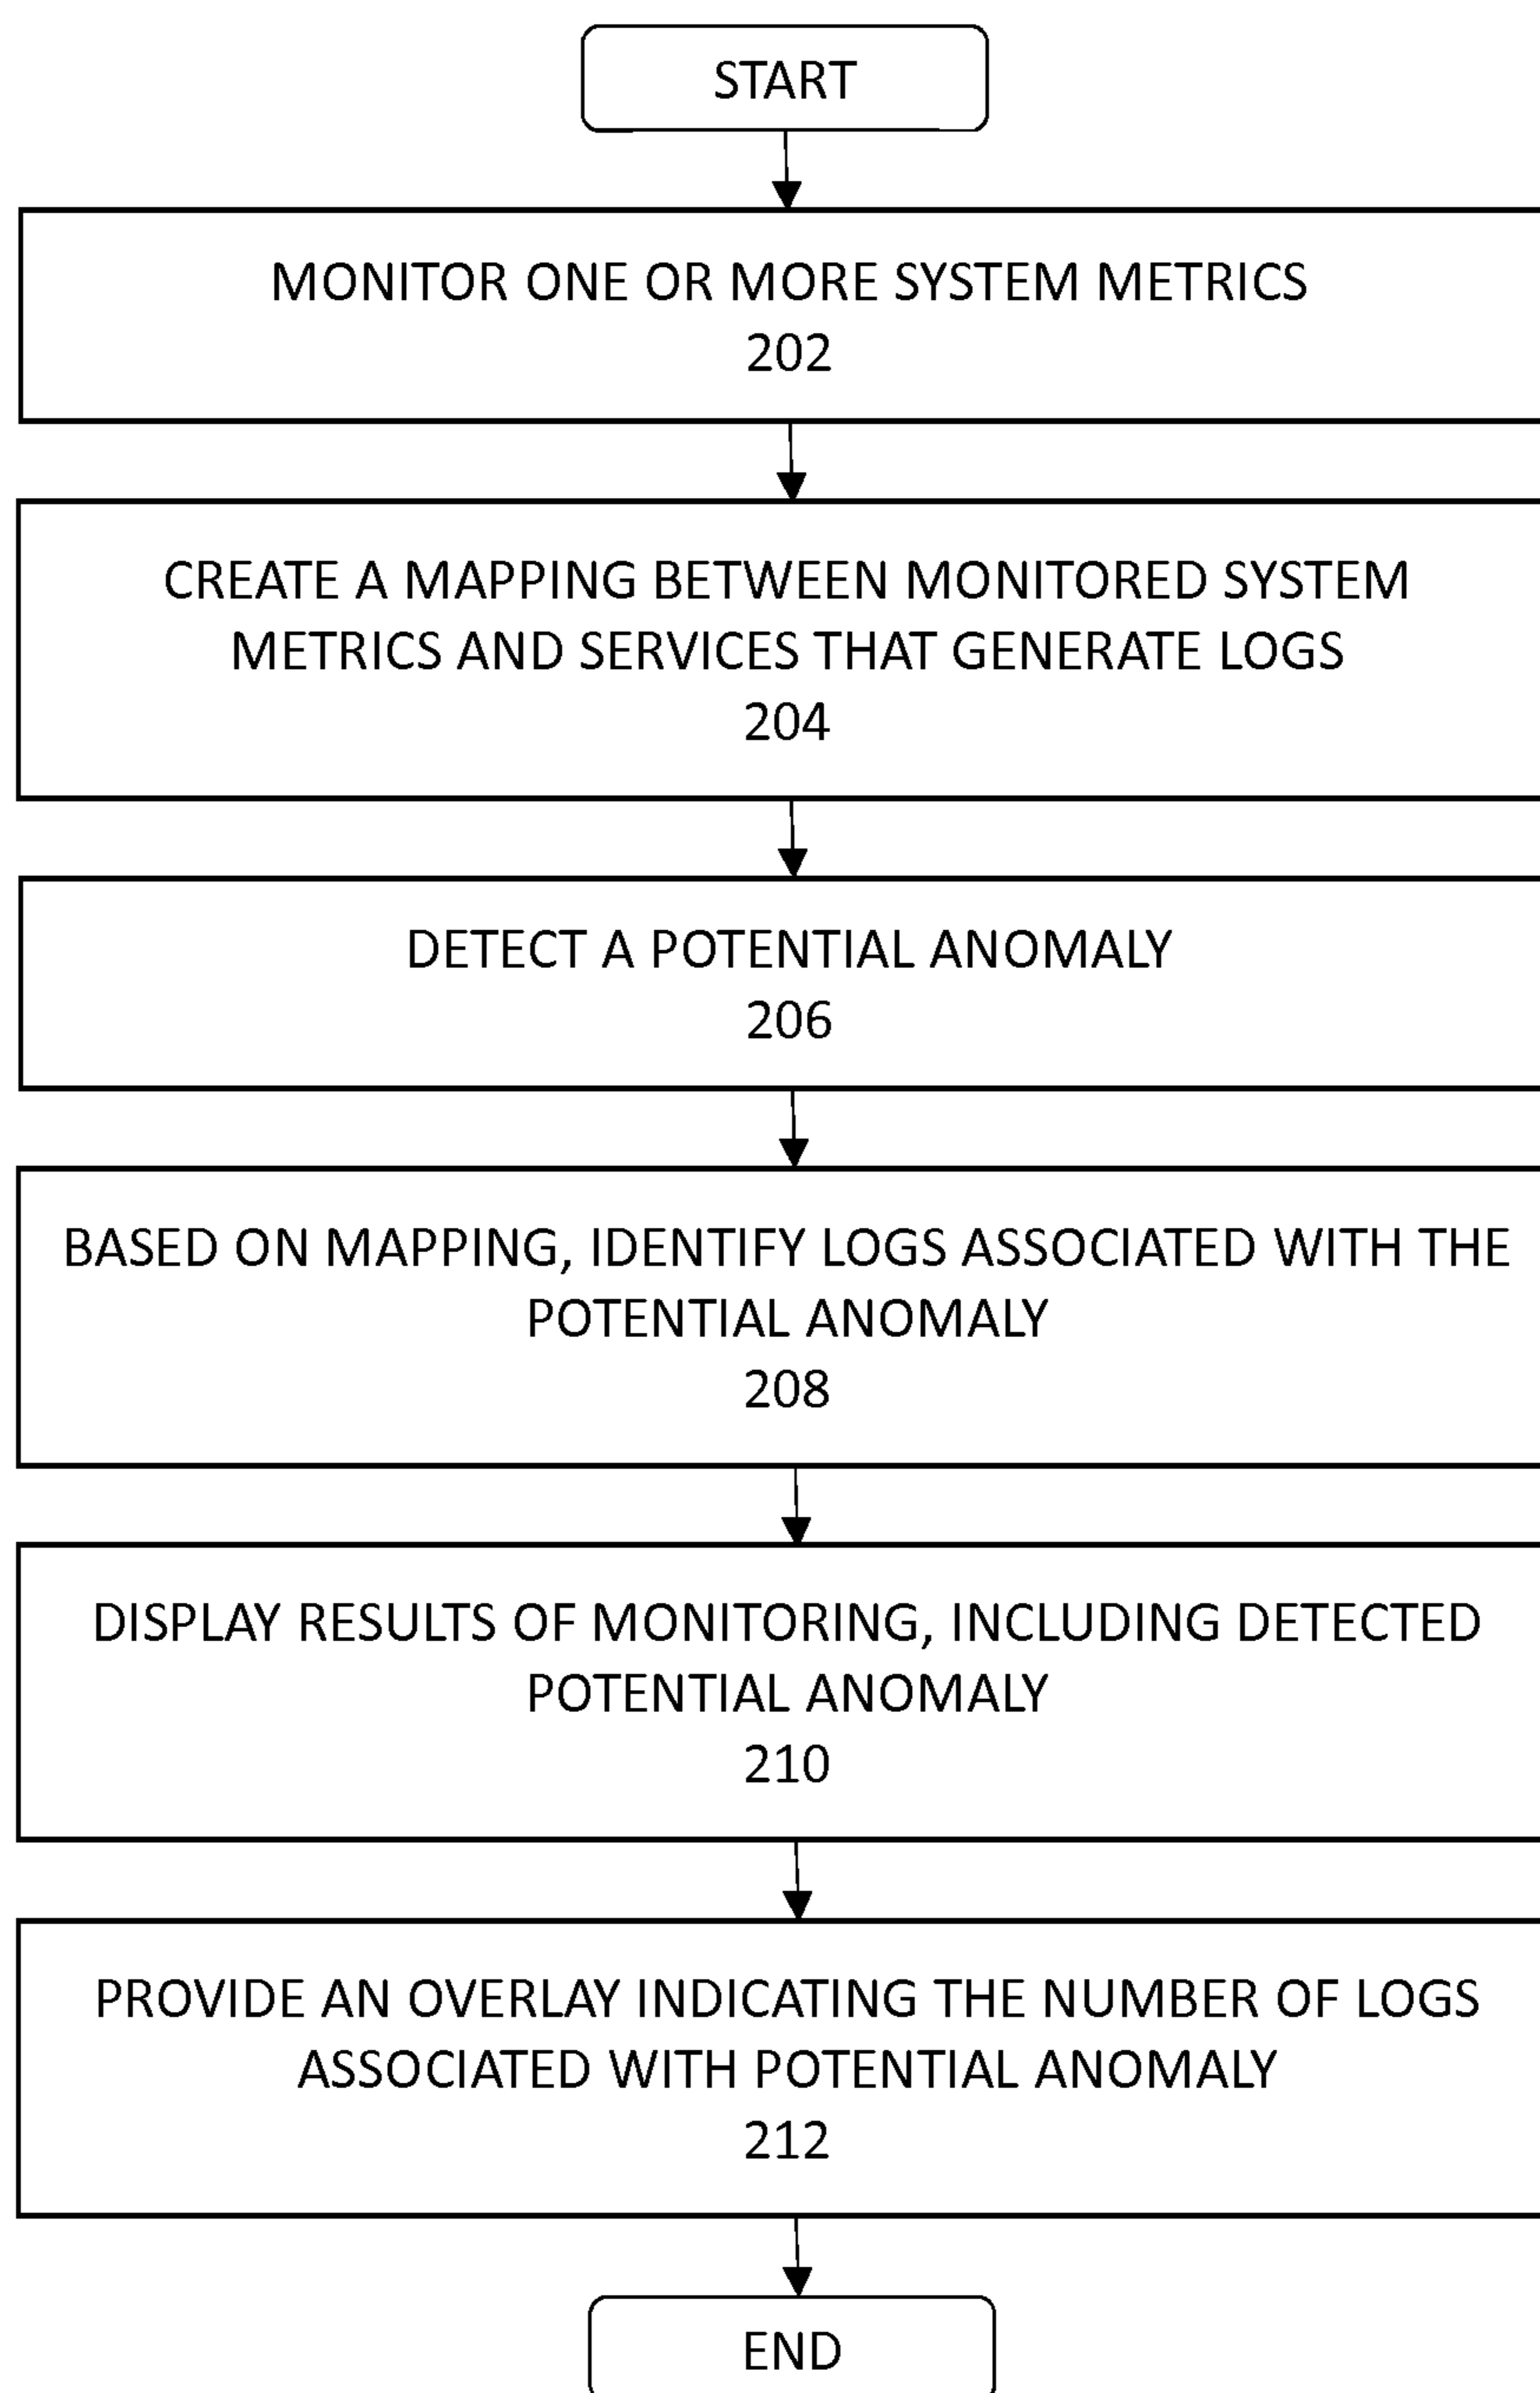 START
MONITOR ONE OR MORE SYSTEM METRICS
202
CREATE A MAPPING BETWEEN MONITORED SYSTEM
METRICS AND SERVICES THAT GENERATE LOGS
204
DETECT A POTENTIAL ANOMALY
206
BASED ON MAPPING, IDENTIFY LOGS ASSOCIATED WITH THE
POTENTIAL ANOMALY
208
DISPLAY RESULTS OF MONITORING, INCLUDING DETECTED
POTENTIAL ANOMALY
210
PROVIDE AN OVERLAY INDICATING THE NUMBER OF LOGS
ASSOCIATED WITH POTENTIAL ANOMALY
212
END